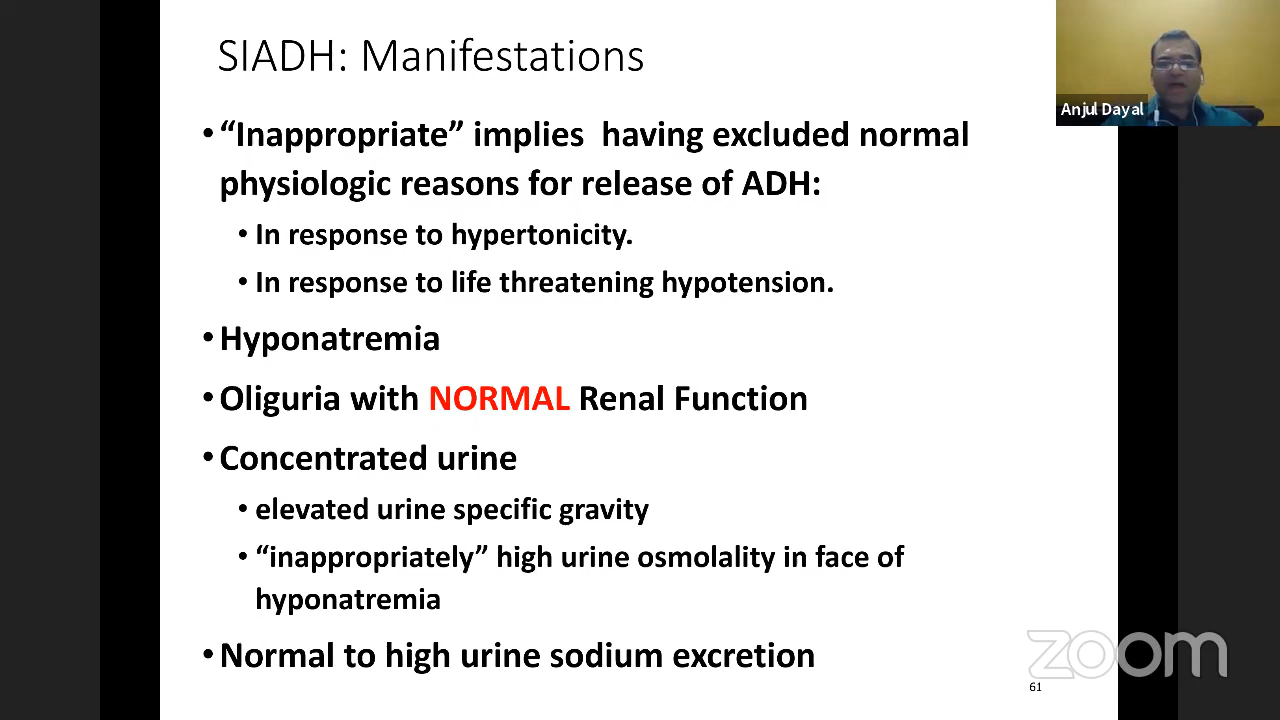 SIADH: Manifestations
Anjul Dayal
• “Inappropriate” implies having excluded normal
physiologic reasons for release of ADH:
• In response to hypertonicity.
• In response to life threatening hypotension.
• Hyponatremia
• Oliguria with NORMAL Renal Function
• Concentrated urine
• elevated urine specific gravity
• “inappropriately” high urine osmolality in face of
hyponatremia
• Normal to high urine sodium excretion
zoom
61